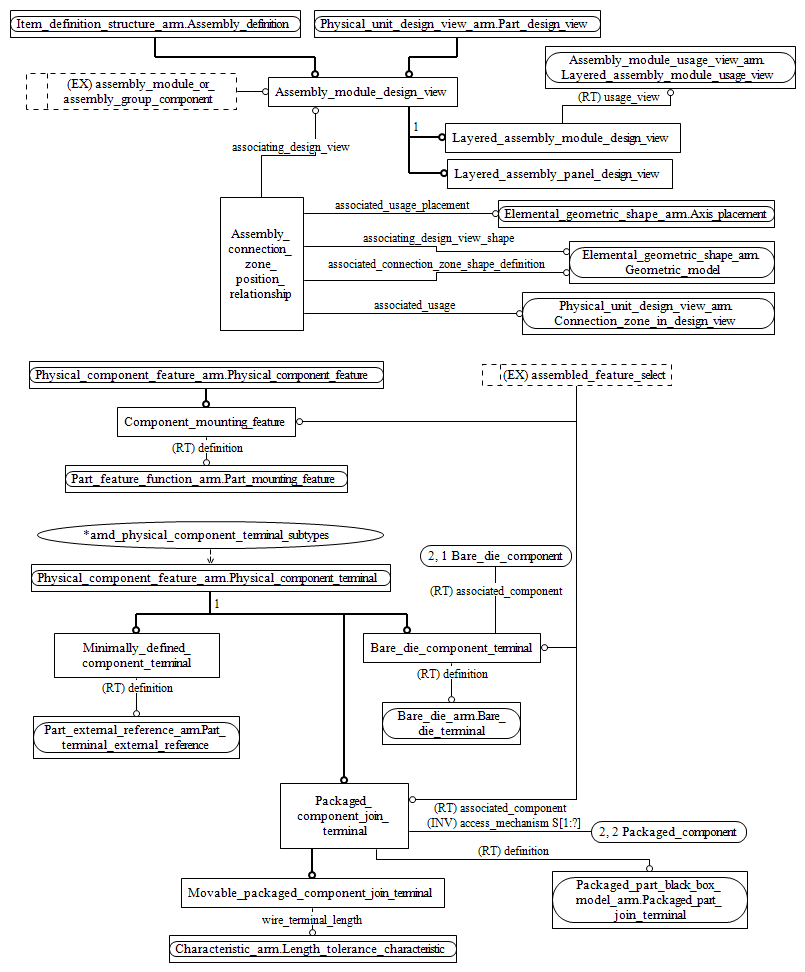 Item_definition_structure_arm.Assembly_definition
Physical_unit_design_view_arm.Part_design_view
Assembly_module_usage_view_arm.
Layered_assembly_module_usage_view
(EX) assembly_module_or_
assembly_group_component
Assembly_module_design_view
(RT) usage_view
1
Layered_assembly_module_design_view
associating_design_view
Layered_assembly_panel_design_view
Assembly_
connection_
zone_
position_
relationship
associated_usage_placement
Elemental_geometric_shape_arm.Axis_placement
associating_design_view_shape
associated_connection_zone_shape_definition
Elemental_geometric_shape_arm.
Geometric_model
associated_usage
Physical_unit_design_view_arm.
Connection_zone_in_design_view
Physical_component_feature_arm.Physical_component_feature
(EX) assembled_feature_select
Component_mounting_feature
(RT) definition
Part_feature_function_arm.Part_mounting_feature
*amd_physical_component_terminal_subtypes
2, 1 Bare_die_component
Physical_component_feature_arm.Physical_component_terminal
(RT) associated_component
1
Minimally_defined_
component_terminal
Bare_die_component_terminal
(RT) definition
(RT) definition
Part_external_reference_arm.Part_
terminal_external_reference
Bare_die_arm.Bare_
die_terminal
Packaged_
component_join_
terminal
(RT) associated_component
(INV) access_mechanism S[1:?]
2, 2 Packaged_component
(RT) definition
Movable_packaged_component_join_terminal
Packaged_part_black_box_
model_arm.Packaged_part_
join_terminal
wire_terminal_length
Characteristic_arm.Length_tolerance_characteristic